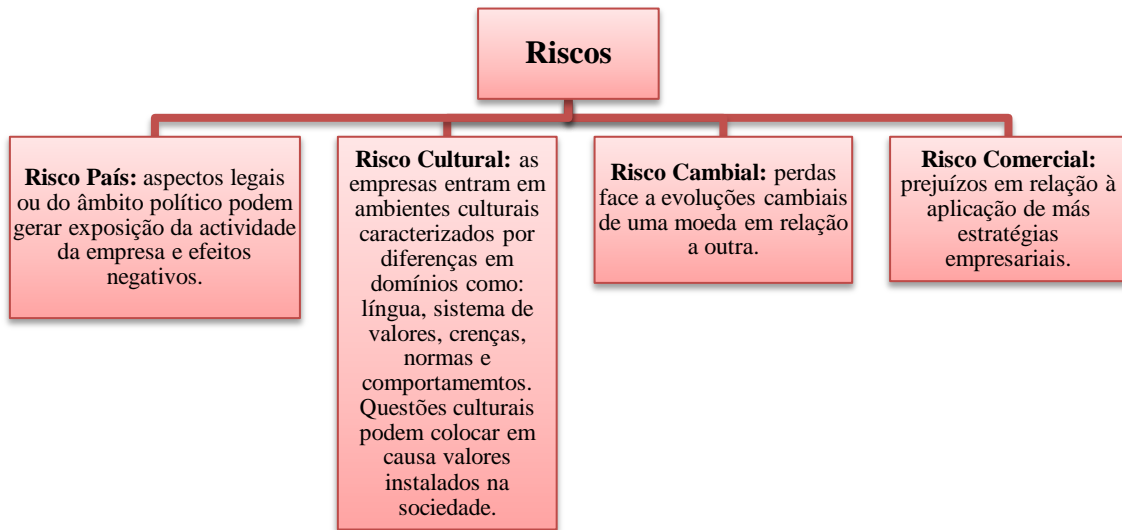 Riscos
Risco País: aspectos legais
ou do âmbito político podem
gerar exposição da actividade
da empresa e efeitos
negativos.
Risco Cultural: as
empresas entram em
ambientes culturais
caracterizados por
diferenças em
domínios como:
língua, sistema de
valores, crenças,
normas e
comportamemtos.
Questões culturais
podem colocar em
causa valores
instalados na
sociedade.
Risco Cambial: perdas
face a evoluções cambiais
de uma moeda em relação
a outra.
Risco Comercial:
prejuízos em relação à
aplicação de más
estratégias
empresariais.